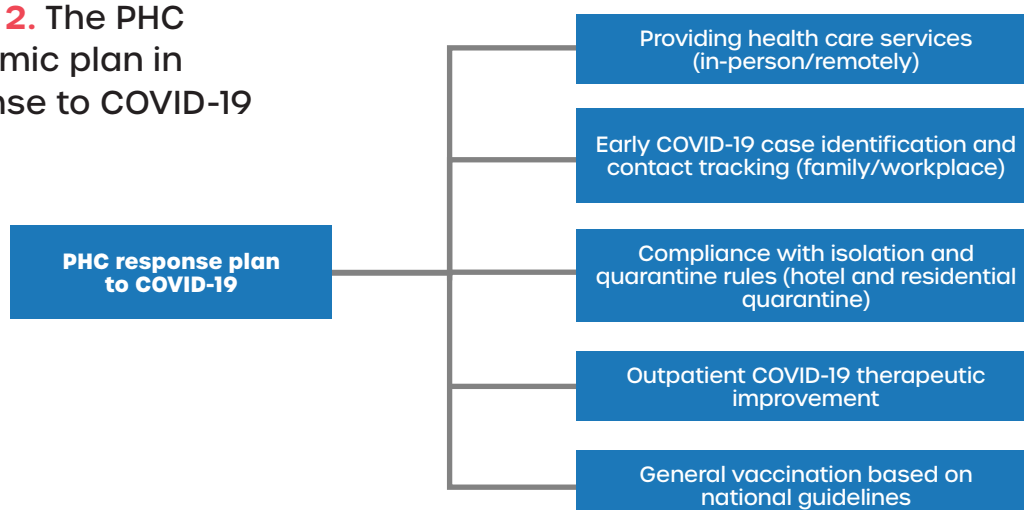 2. The PHC
mic plan in
nse to COVID-19
Providing health care services
(in-person/remotely)
Early COVID-19 case identification and
contact tracking (family/workplace)
PHC response plan
to COVID-19
Compliance with isolation and
quarantine rules (hotel and residential
quarantine)
Outpatient COVID-19 therapeutic
improvement
General vaccination based on
national guidelines